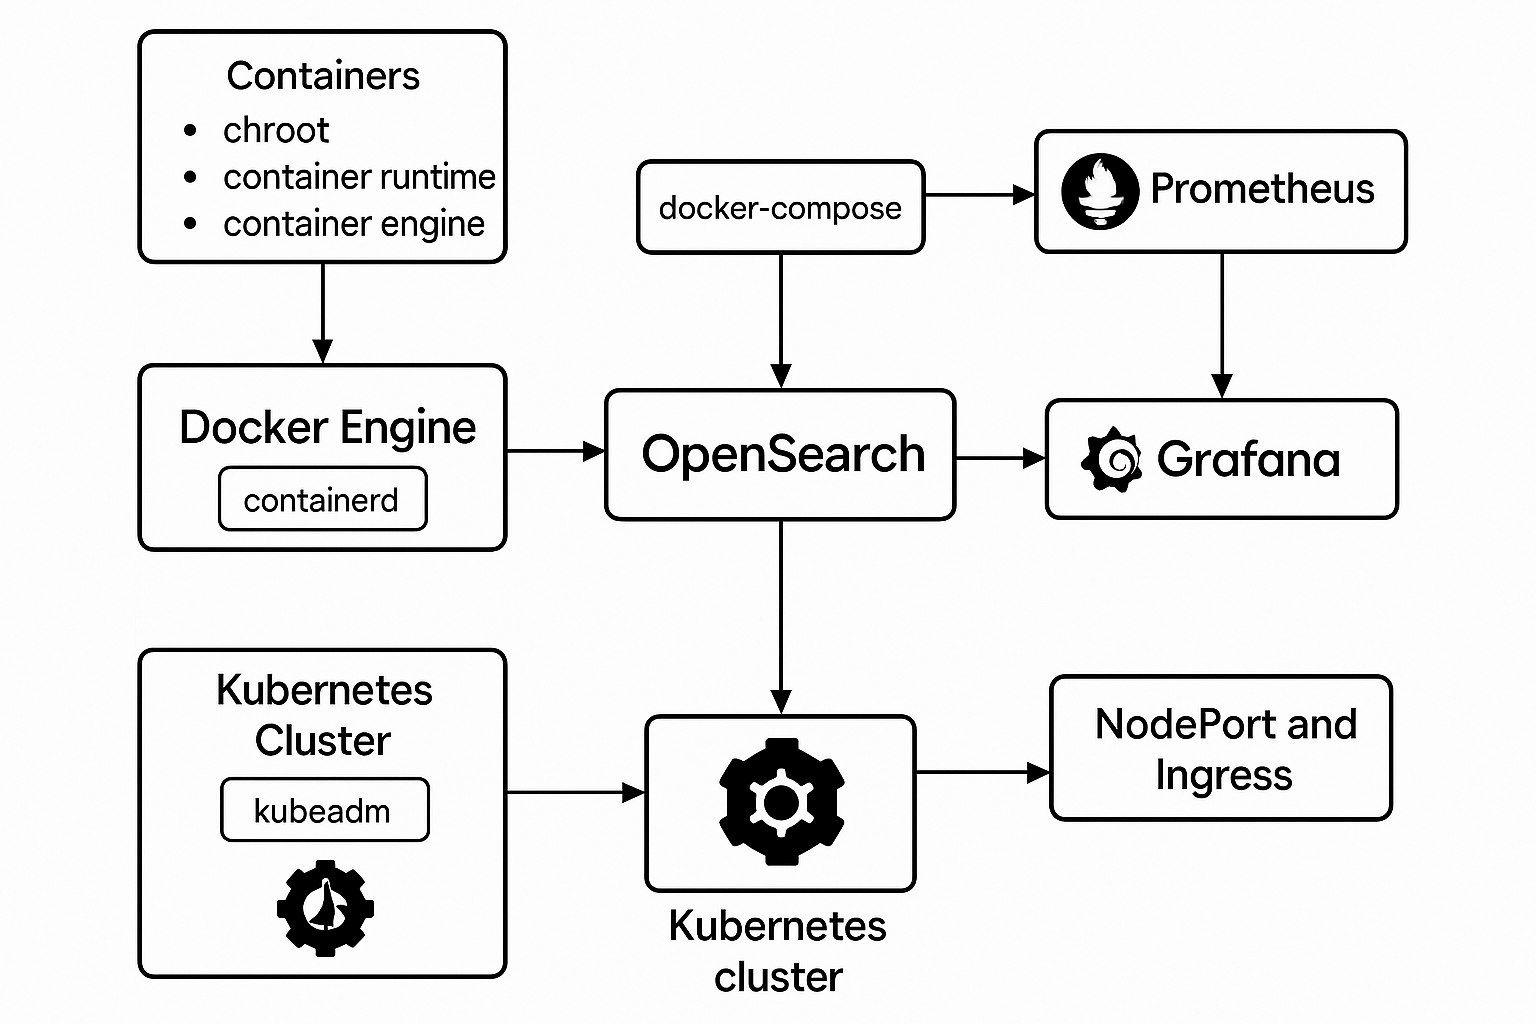 Containers
• chroot
• container runtime
• container engine
docker-compose
Prometheus
Docker Engine
containerd
OpenSearch
Grafana
Kubernetes
Cluster
kubeadm
Kubernetes
cluster
NodePort and
Ingress